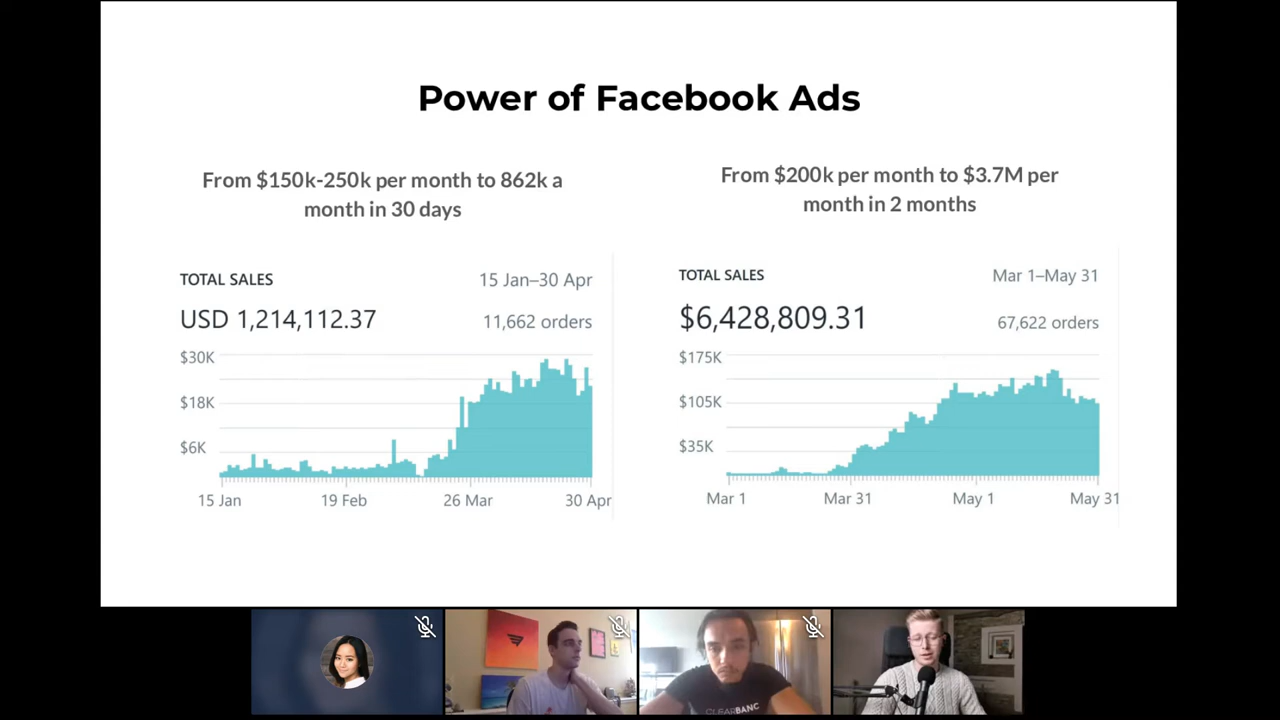 Power of Facebook Ads
From $150k-250k per month to 862k a
month in 30 days
TOTAL SALES
15 Jan–30 Apr
USD 1,214,112.37
11,662 orders
$30K
$18K
$6K
15 Jan
19 Feb
26 Mar
30 Apr
From $200k per month to $3.7M per
month in 2 months
TOTAL SALES
Mar 1–May 31
$6,428,809.31
67,622 orders
$175K
$105K
$35K
Mar 1
Mar 31
May 1
May 31
CLEARBANC